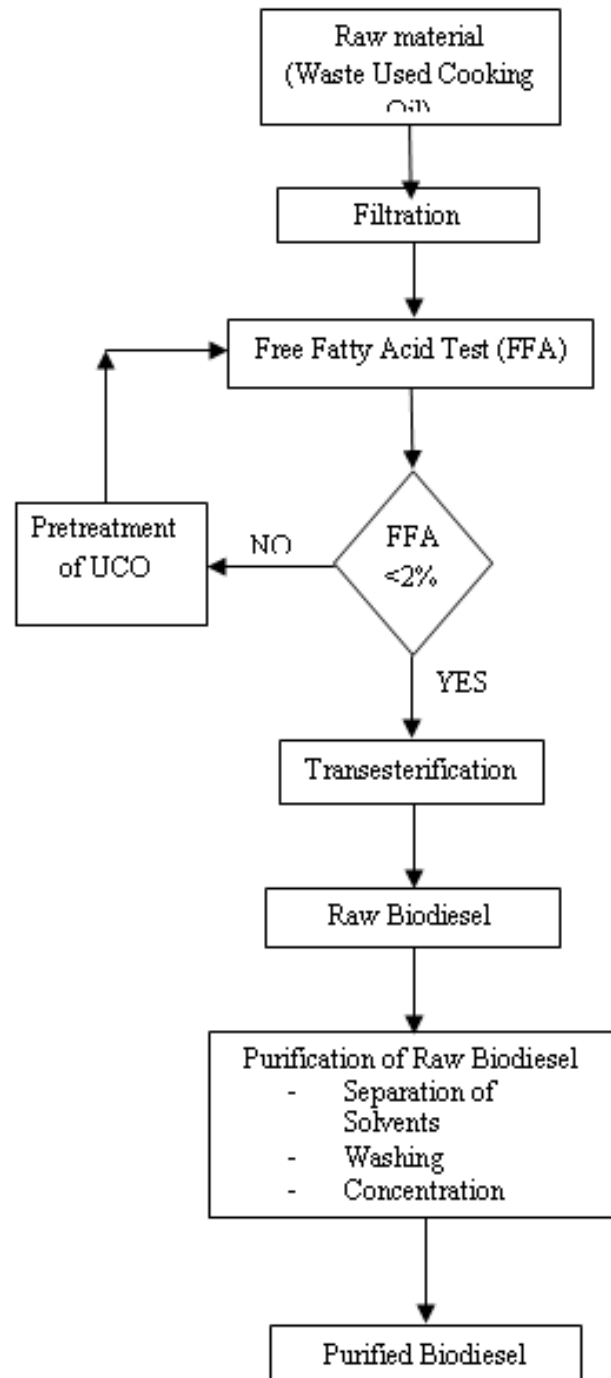 Raw material
(Waste Used Cooking
Oil)
Filtration
Free Fatty Acid Test (FFA)
Pretreatment
of UCO
NO
FFA
<2%
YES
Transesterification
Raw Biodiesel
Purification of Raw Biodiesel
- Separation of
Solvents
- Washing
- Concentration
Purified Biodiesel